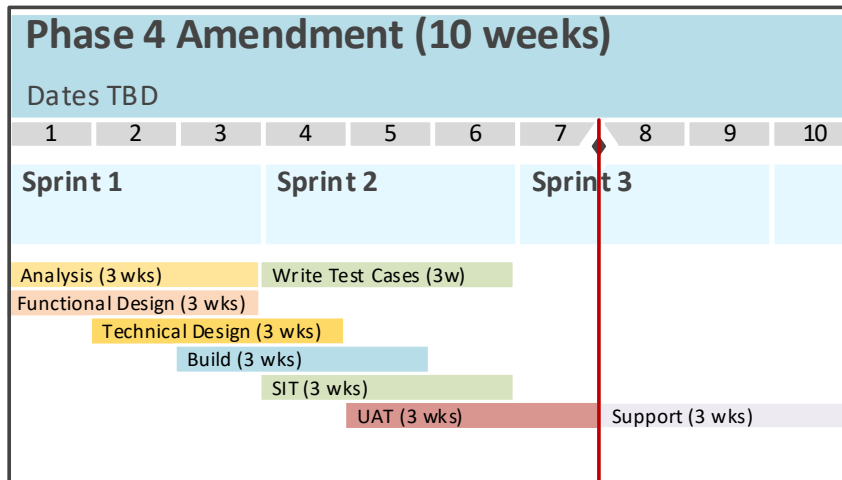 Phase 4 Amendment (10 weeks)
Dates TBD
1 2 3 4 5 6 7 8 9 10
Sprint 1 Sprint 2 Sprint 3
Analysis (3 wks) Write Test Cases (3w)
Functional Design (3 wks)
Technical Design (3 wks)
Build (3 wks)
SIT (3 wks)
UAT (3 wks) Support (3 wks)